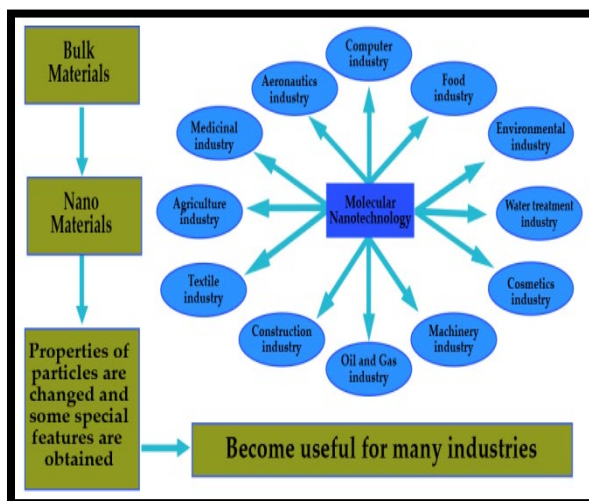 Bulk
Materials
Nano
Materials
Properties of
particles are
changed and
some special
features are
obtained
Become useful for many industries
Computer
industry
Aeronautics
industry
Food
industry
Medicinal
industry
Environmental
industry
Agriculture
industry
Molecular
Nanotechnology
Water treatment
industry
Textile
industry
Cosmetics
industry
Construction
industry
Oil and Gas
industry
Machinery
industry